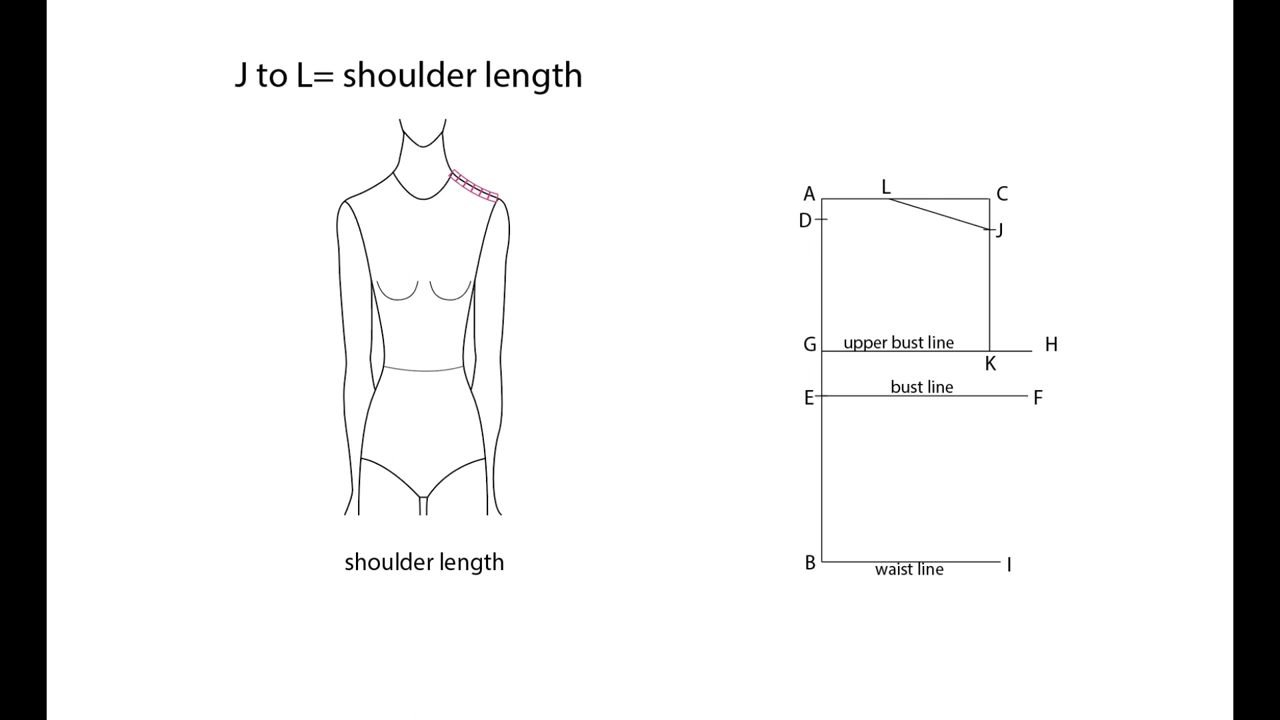 J to L= shoulder length
shoulder length
A
L
C
D
J
G
upper bust line
H
K
bust line
E
F
B
waist line
I